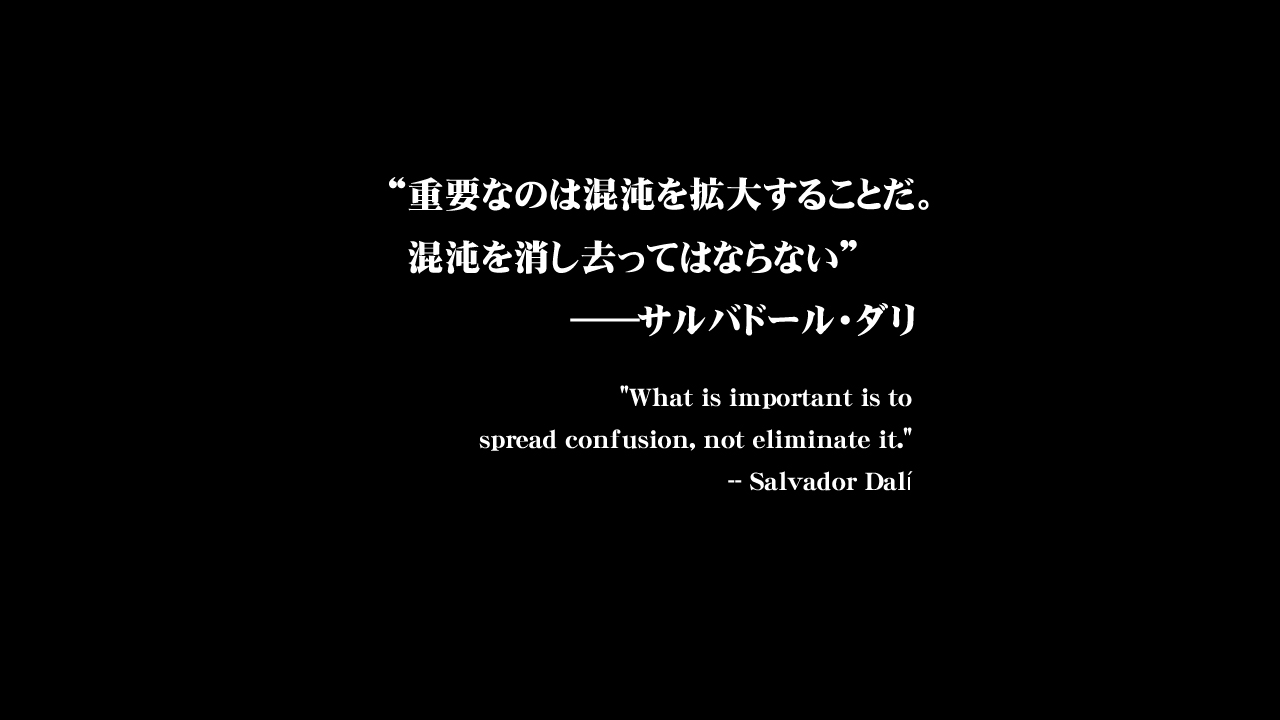 “重要なのは混沌を拡大することだ。
混沌を消し去ってはならない”
――サルバドール・ダリ
"What is important is to
spread confusion, not eliminate it."
-- Salvador Dalí